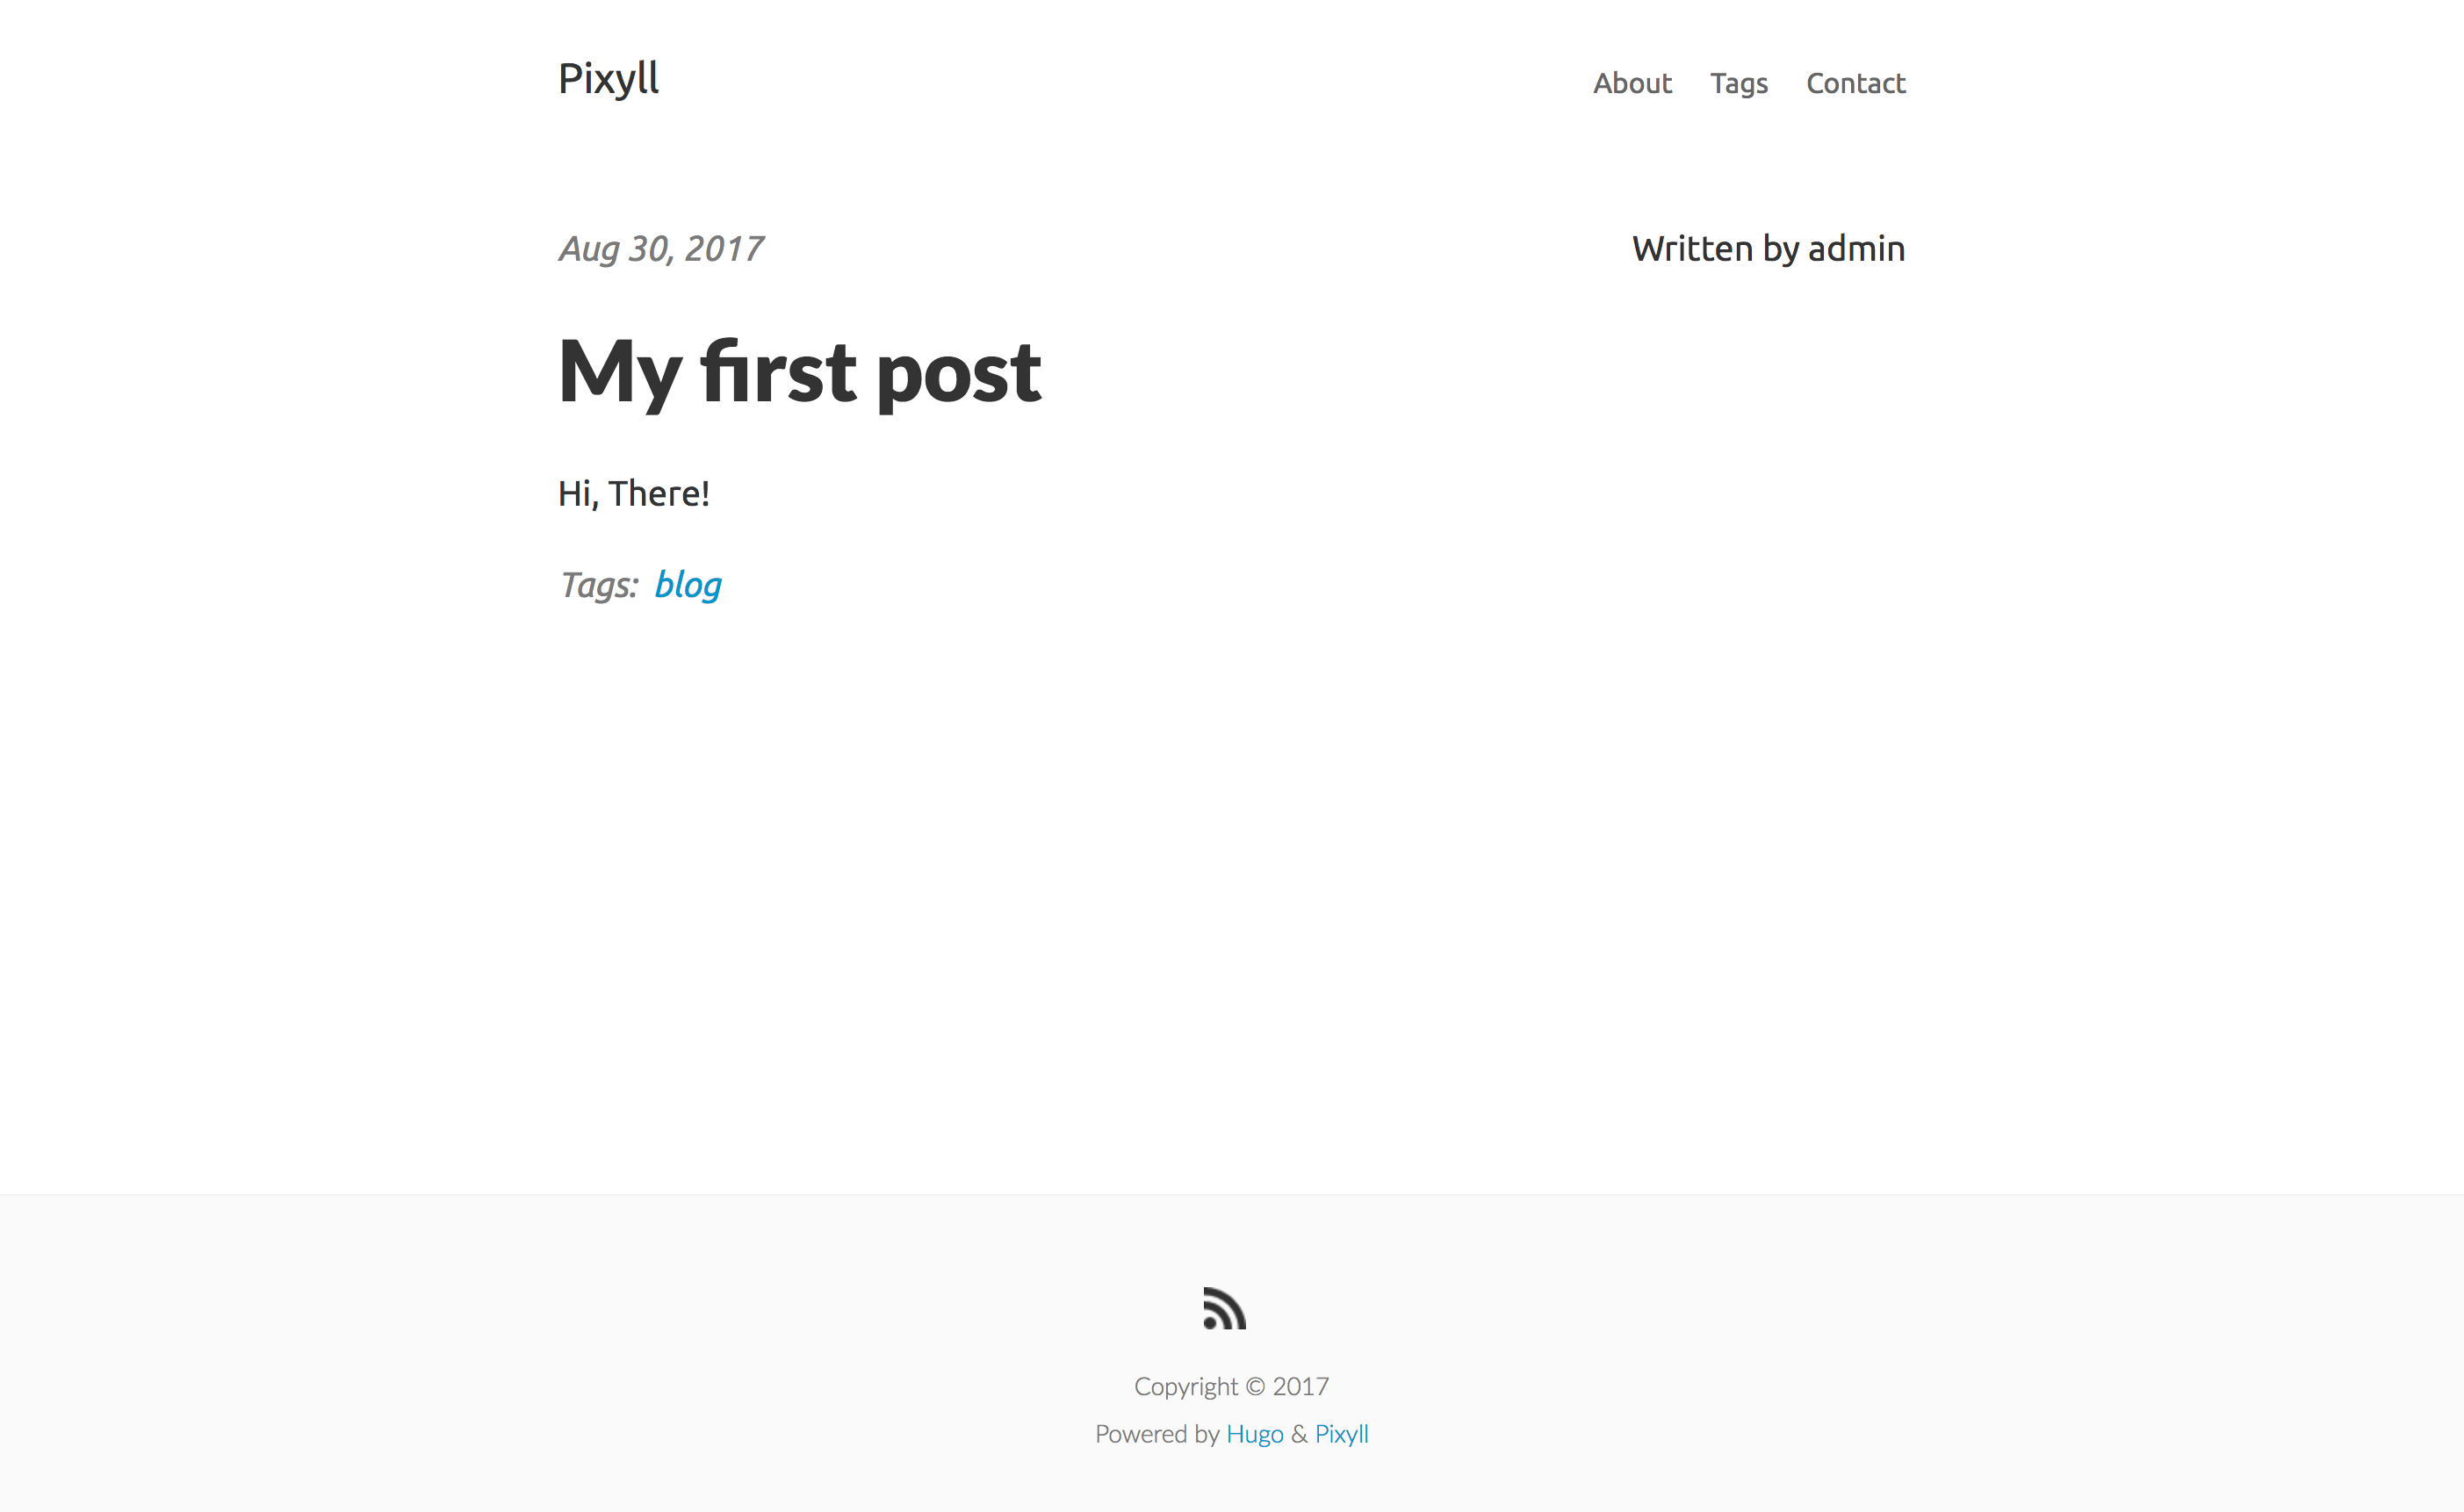 Pixyll
About Tags Contact
Aug 30, 2017
Written by admin
My first post
Hi, There!
Tags: blog
Copyright © 2017
Powered by Hugo & Pixyll